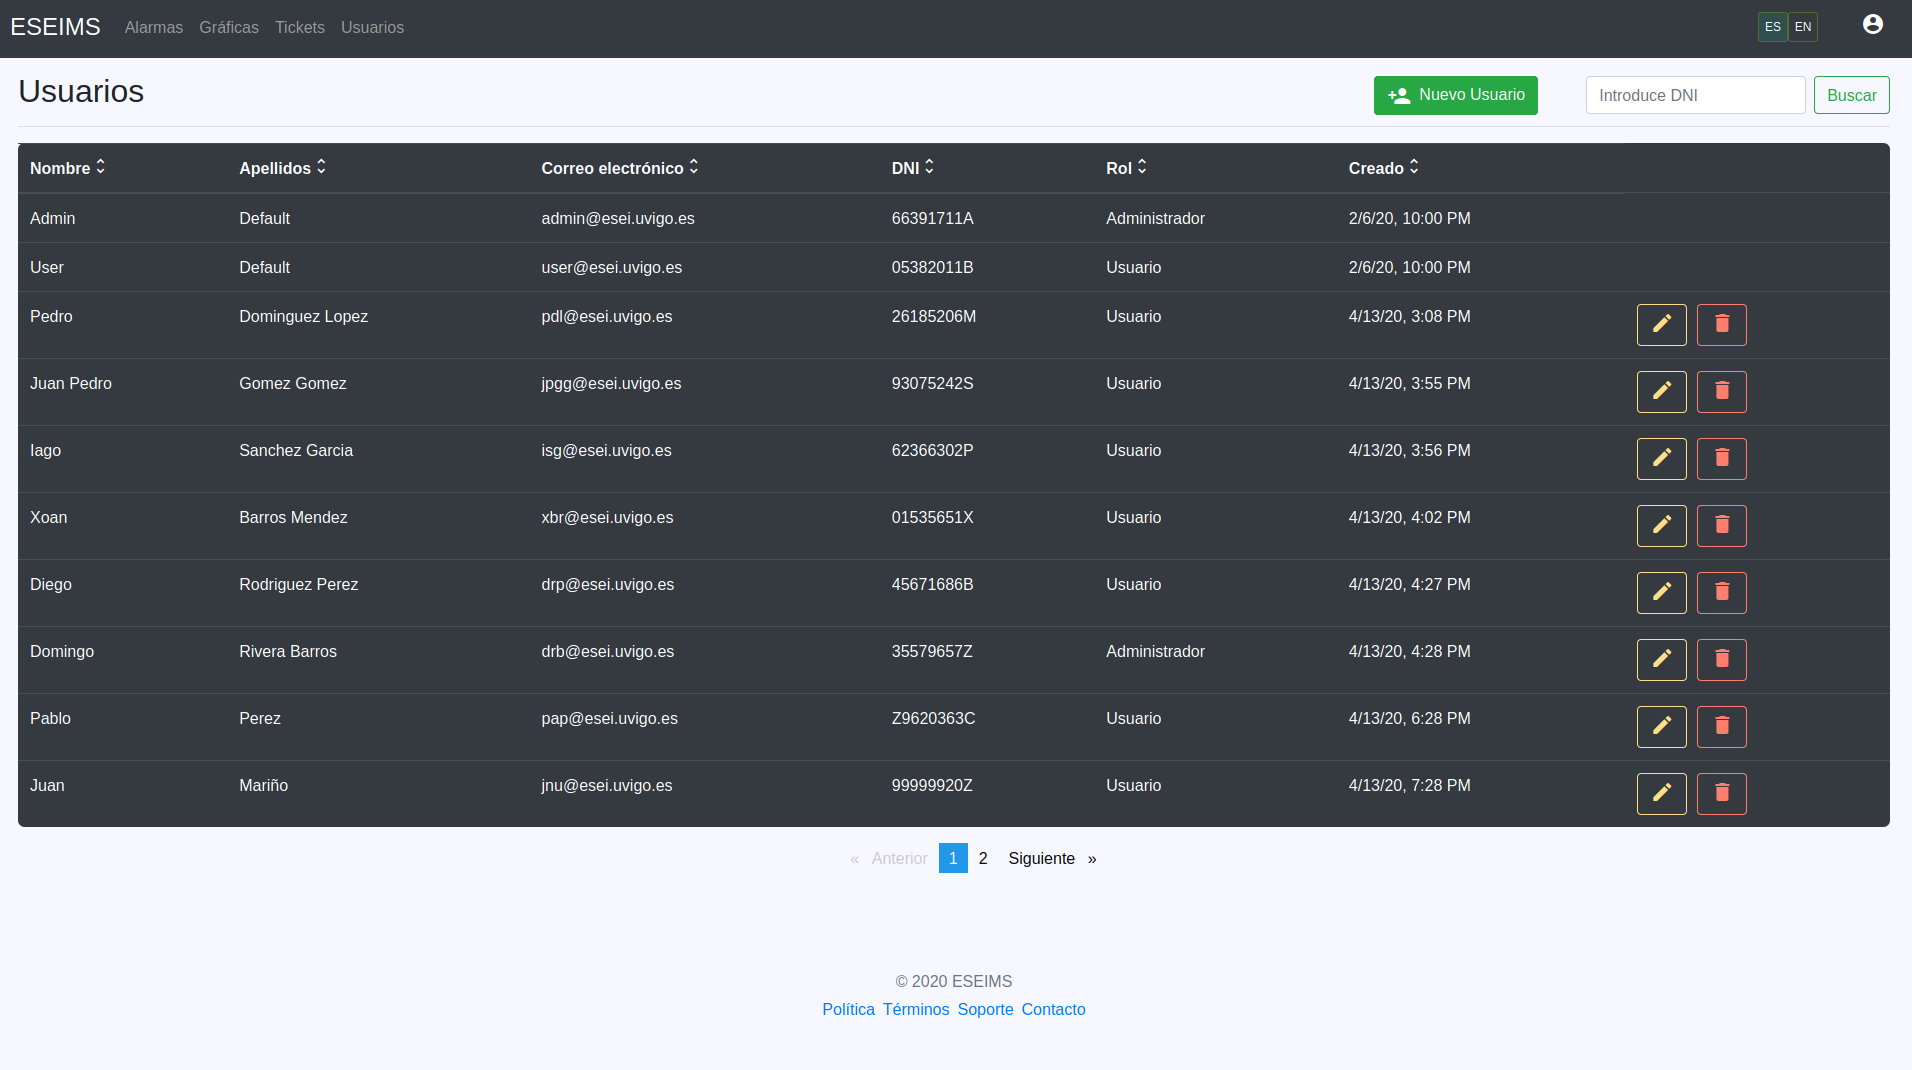 ESEIMS Alarmas Gráficas Tickets Usuarios ES EN
Usuarios Nuevo Usuario Introduce DNI Buscar
Nombre Apellidos Correo electrónico DNI Rol Creado
Admin Default admin@esei.uvigo.es 66391711A Administrador 2/6/20, 10:00 PM
User Default user@esei.uvigo.es 05382011B Usuario 2/6/20, 10:00 PM
Pedro Dominguez Lopez pdl@esei.uvigo.es 26185206M Usuario 4/13/20, 3:08 PM
Juan Pedro Gomez Gomez jpgg@esei.uvigo.es 93075242S Usuario 4/13/20, 3:55 PM
Iago Sanchez Garcia isg@esei.uvigo.es 62366302P Usuario 4/13/20, 3:56 PM
Xoan Barros Mendez xbr@esei.uvigo.es 01535651X Usuario 4/13/20, 4:02 PM
Diego Rodriguez Perez drp@esei.uvigo.es 45671686B Usuario 4/13/20, 4:27 PM
Domingo Rivera Barros drb@esei.uvigo.es 35579657Z Administrador 4/13/20, 4:28 PM
Pablo Perez pap@esei.uvigo.es Z9620363C Usuario 4/13/20, 6:28 PM
Juan Mariño jnu@esei.uvigo.es 99999920Z Usuario 4/13/20, 7:28 PM
« Anterior 1 2 Siguiente »
© 2020 ESEIMS
Política Términos Soporte Contacto